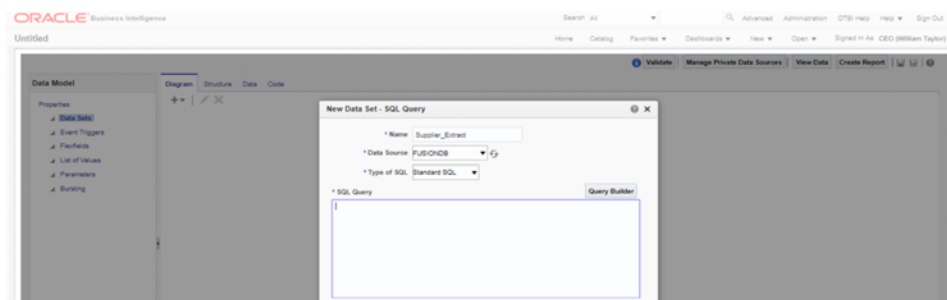 ORACLE Business Intelligence Search All Advanced Administration OTBI Help Help Sign Out
Untitled Home Catalog Favorites Dashboards New Open Signed In As CEO (William Taylor)
Validate Manage Private Data Sources View Data Create Report
Data Model Diagram Structure Data Code
Properties
Data Sets
Event Triggers
Flexfields
List of Values
Parameters
Bursting
New Data Set - SQL Query
* Name Supplier_Extract
* Data Source FUSIONDB
* Type of SQL Standard SQL
* SQL Query Query Builder